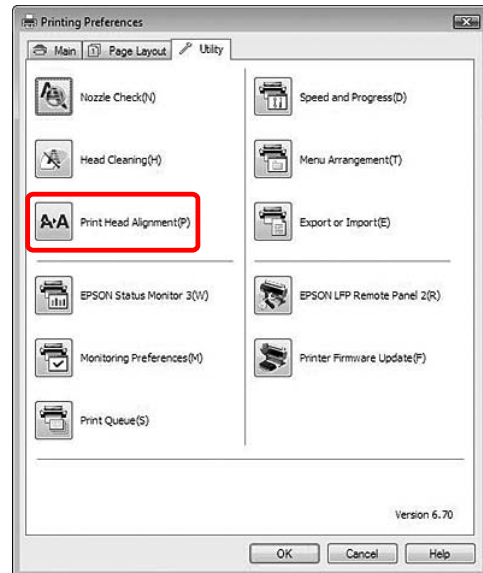 Printing Preferences
Main
Page Layout
Utility
Nozzle Check(N)
Speed and Progress(D)
Head Cleaning(H)
Menu Arrangement(T)
A A Print Head Alignment(P)
Export or Import(E)
EPSON Status Monitor 3(W)
EPSON LFP Remote Panel 2(R)
Monitoring Preferences(M)
Printer Firmware Update(F)
Print Queue(S)
Version 6.70
OK
Cancel
Help